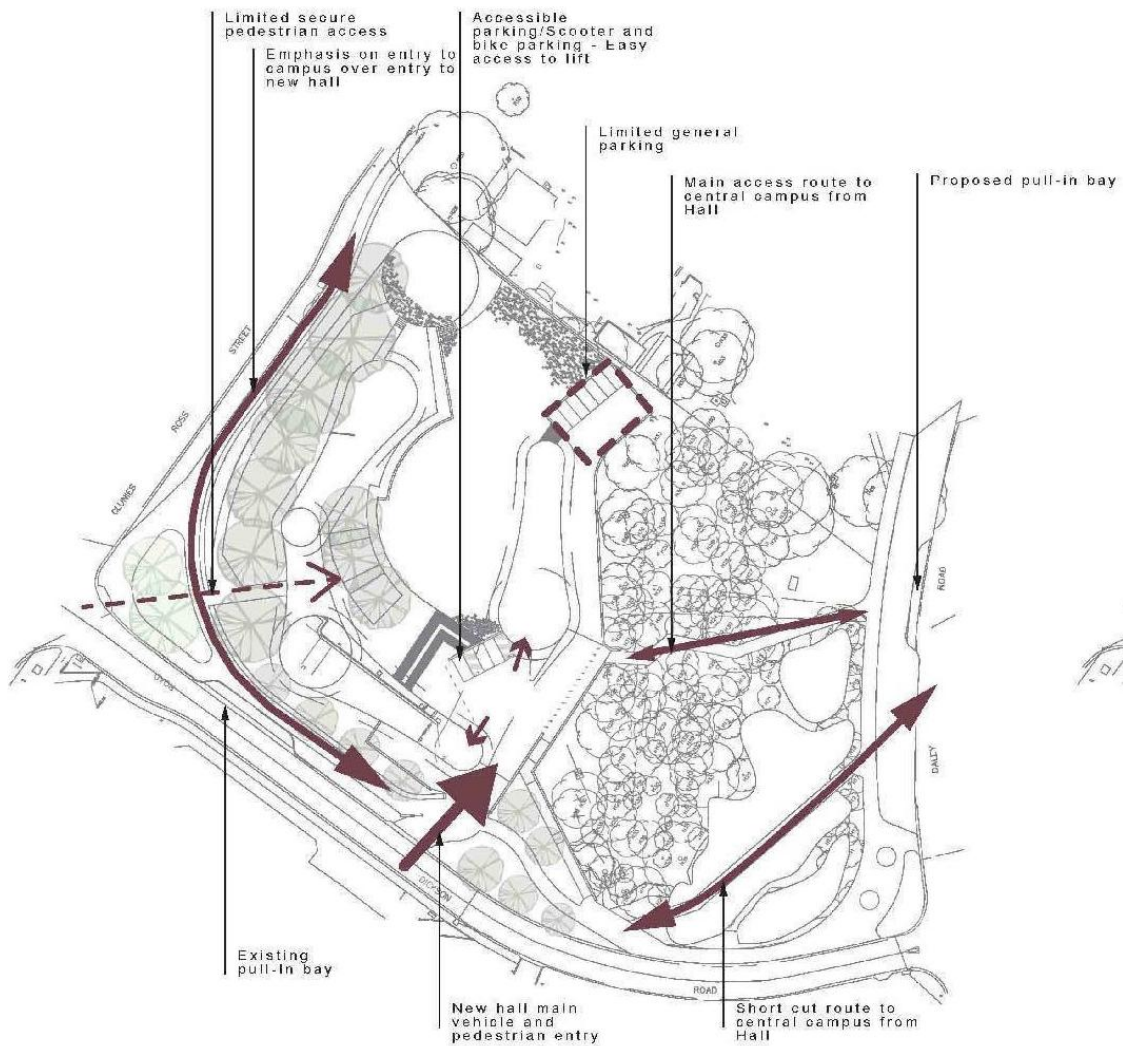 Limited secure
pedestrian access
Emphasis on entry to
campus over entry to
new hall
Accessible
parking/Scooter and
bike parking - Easy
access to lift
Limited general
parking
Main access route to
central campus from
Hall
Proposed pull-in bay
STREET
ROSS
CLUNIES
ROAD
DALEY
DICKSON
ROAD
Existing
pull-in bay
New hall main
vehicle and
pedestrian entry
Short cut route to
central campus from
Hall